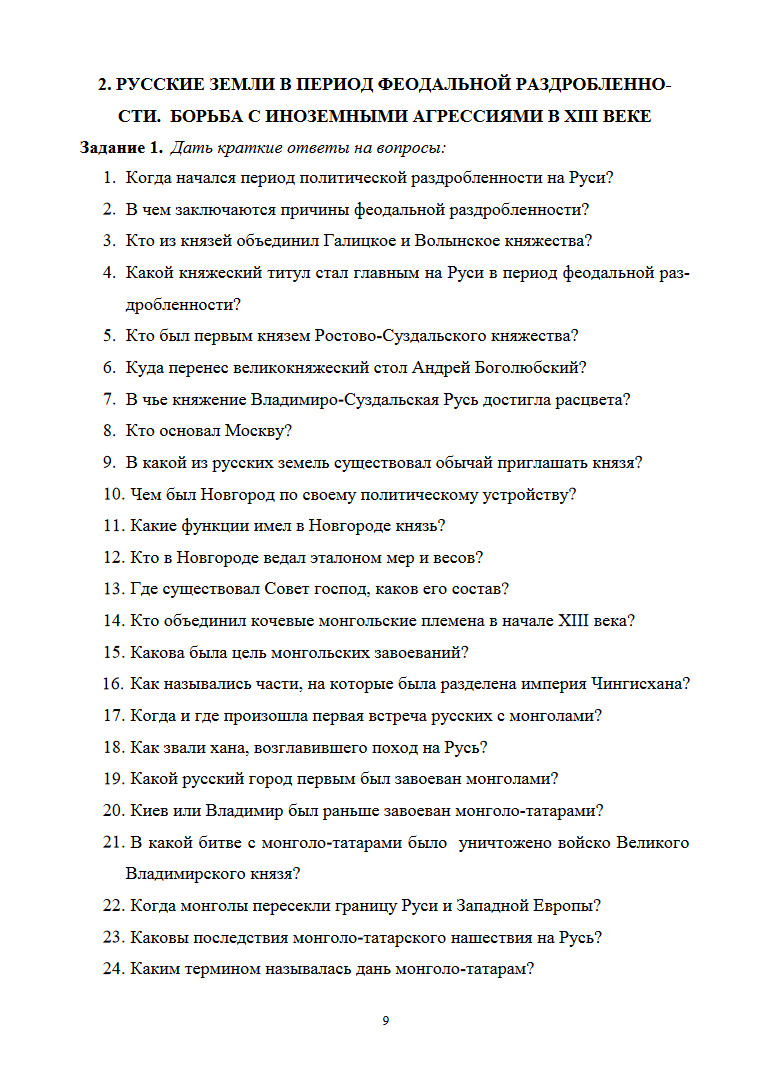 2. РУССКИЕ ЗЕМЛИ В ПЕРИОД ФЕОДАЛЬНОЙ РАЗДРОБЛЕННО-
СТИ. БОРЬБА С ИНОЗЕМНЫМИ АГРЕССИЯМИ В XIII ВЕКЕ
Задание 1. Дать краткие ответы на вопросы:
1. Когда начался период политической раздробленности на Руси?
2. В чем заключаются причины феодальной раздробленности?
3. Кто из князей объединил Галицкое и Волынское княжества?
4. Какой княжеский титул стал главным на Руси в период феодальной раз-
дробленности?
5. Кто был первым князем Ростово-Суздальского княжества?
6. Куда перенес великокняжеский стол Андрей Боголюбский?
7. В чье княжение Владимиро-Суздальская Русь достигла расцвета?
8. Кто основал Москву?
9. В какой из русских земель существовал обычай приглашать князя?
10. Чем был Новгород по своему политическому устройству?
11. Какие функции имел в Новгороде князь?
12. Кто в Новгороде ведал эталоном мер и весов?
13. Где существовал Совет господ, каков его состав?
14. Кто объединил кочевые монгольские племена в начале XIII века?
15. Какова была цель монгольских завоеваний?
16. Как назывались части, на которые была разделена империя Чингисхана?
17. Когда и где произошла первая встреча русских с монголами?
18. Как звали хана, возглавившего поход на Русь?
19. Какой русский город первым был завоеван монголами?
20. Киев или Владимир был раньше завоеван монголо-татарами?
21. В какой битве с монголо-татарами было уничтожено войско Великого
Владимирского князя?
22. Когда монголы пересекли границу Руси и Западной Европы?
23. Каковы последствия монголо-татарского нашествия на Русь?
24. Каким термином называлась дань монголо-татарам?
9